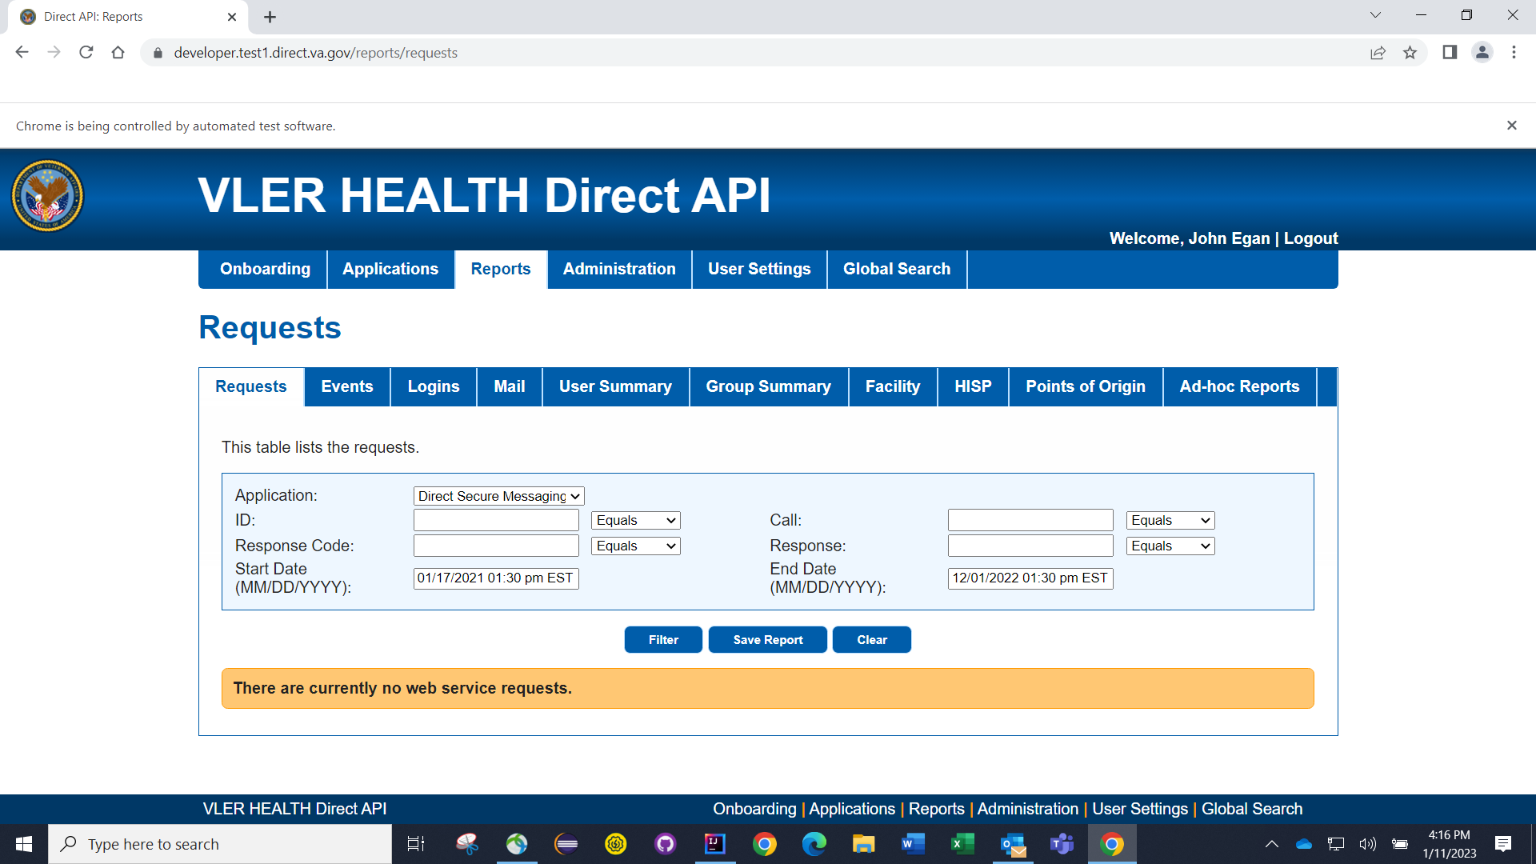 Direct API: Reports
developer.test1.direct.va.gov/reports/requests
Chrome is being controlled by automated test software.
VLER HEALTH Direct API
Welcome, John Egan | Logout
Onboarding Applications Reports Administration User Settings Global Search
Requests
Requests Events Logins Mail User Summary Group Summary Facility HISP Points of Origin Ad-hoc Reports
This table lists the requests.
Application: Direct Secure Messaging
ID: Equals Call: Equals
Response Code: Equals Response: Equals
Start Date
(MM/DD/YYYY): 01/17/2021 01:30 pm EST
End Date
(MM/DD/YYYY): 12/01/2022 01:30 pm EST
Filter Save Report Clear
There are currently no web service requests.
VLER HEALTH Direct API Onboarding | Applications | Reports | Administration | User Settings | Global Search
Type here to search
4:16 PM
1/11/2023